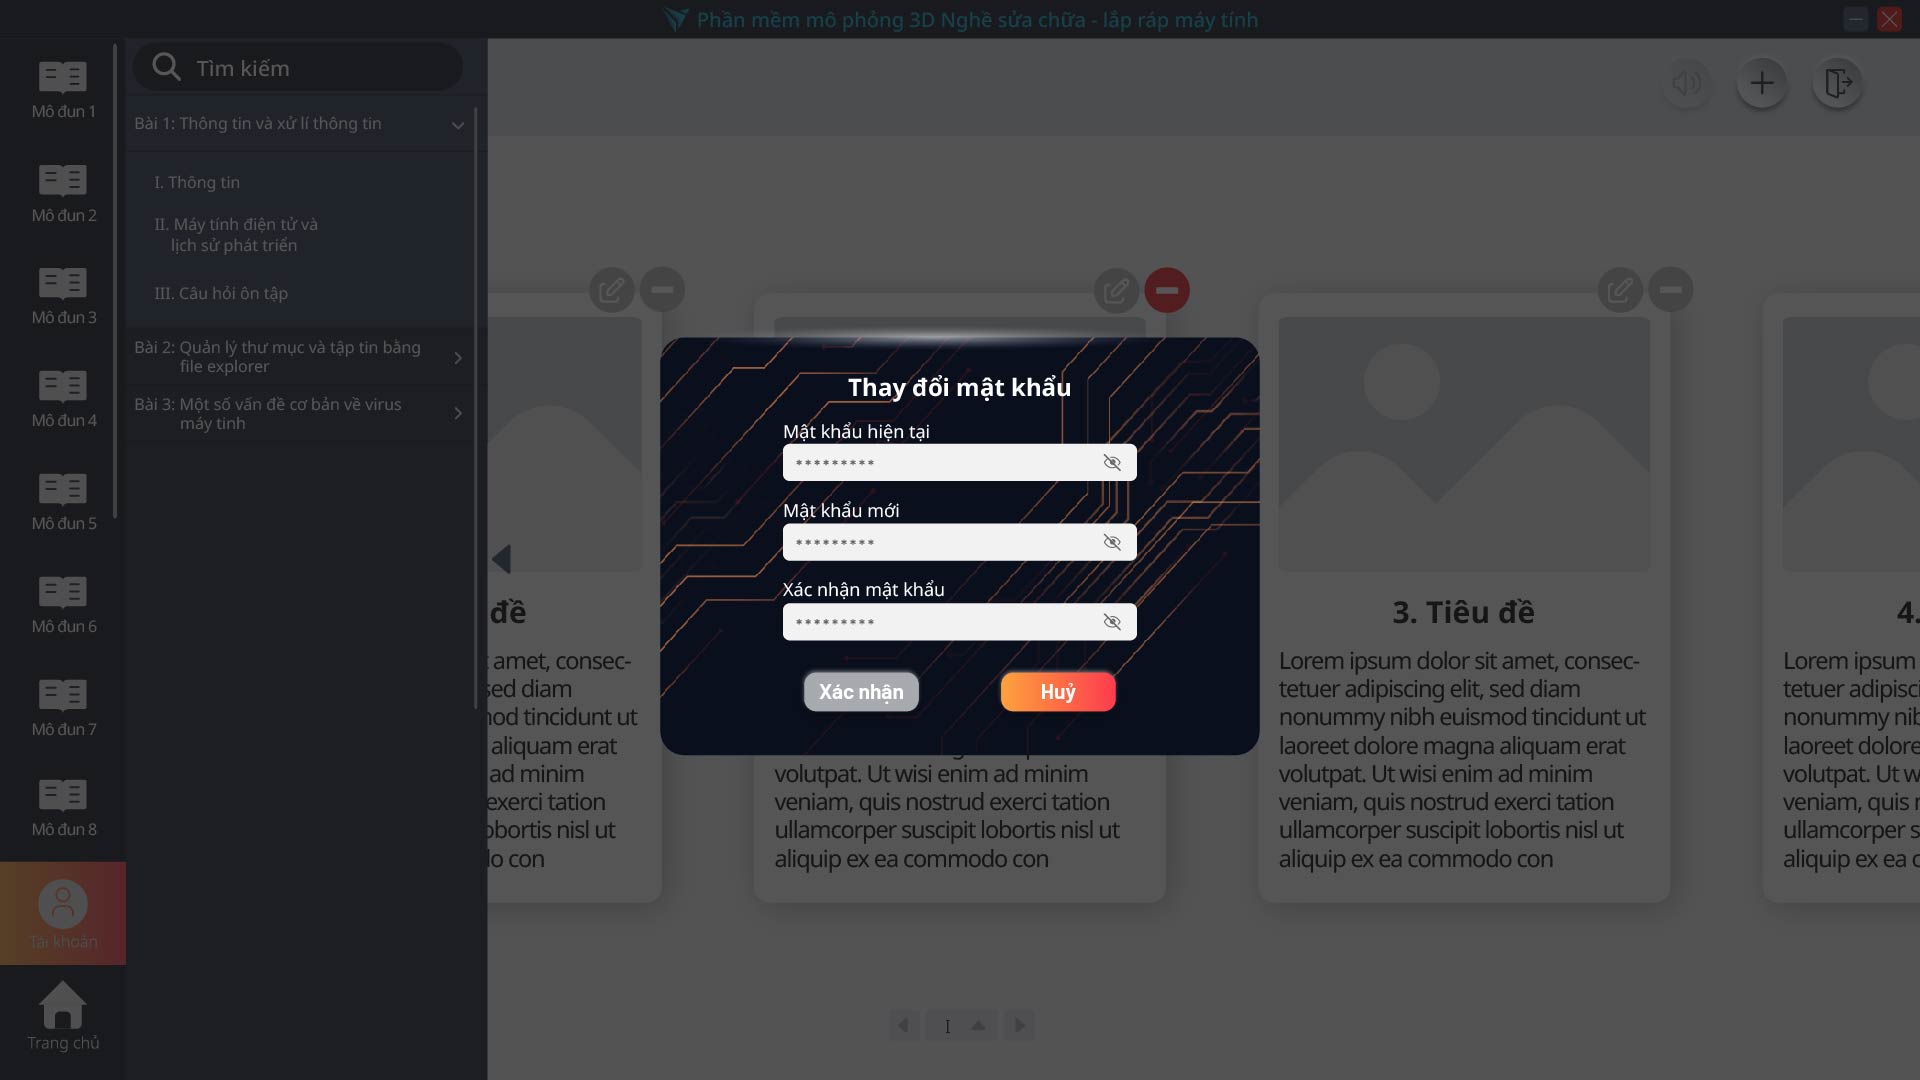 Phần mềm mô phỏng 3D Nghề sửa chữa - lắp ráp máy tính
Mô đun 1
Mô đun 2
Mô đun 3
Mô đun 4
Mô đun 5
Mô đun 6
Mô đun 7
Mô đun 8
Tài khoản
Trang chủ
Tìm kiếm
Bài 1: Thông tin và xử lí thông tin
I. Thông tin
II. Máy tính điện tử và
lịch sử phát triển
III. Câu hỏi ôn tập
Bài 2: Quản lý thư mục và tập tin bằng
file explorer
Bài 3: Một số vấn đề cơ bản về virus
máy tinh
Thay đổi mật khẩu
Mật khẩu hiện tại
*********
Mật khẩu mới
*********
Xác nhận mật khẩu
*********
Xác nhận
Huỷ
đề
amet, consec-
sed diam
nod tincidunt ut
aliquam erat
ad minim
exerci tation
obortis nisl ut
lo con
volutpat. Ut wisi enim ad minim
veniam, quis nostrud exerci tation
ullamcorper suscipit lobortis nisl ut
aliquip ex ea commodo con
3. Tiêu đề
Lorem ipsum dolor sit amet, consec-
tetuer adipiscing elit, sed diam
nonummy nibh euismod tincidunt ut
laoreet dolore magna aliquam erat
volutpat. Ut wisi enim ad minim
veniam, quis nostrud exerci tation
ullamcorper suscipit lobortis nisl ut
aliquip ex ea commodo con
4.
Lorem ipsum
tetuer adipisci
nonummy nib
laoreet dolore
volutpat. Ut w
veniam, quis n
ullamcorper s
aliquip ex ea c
I